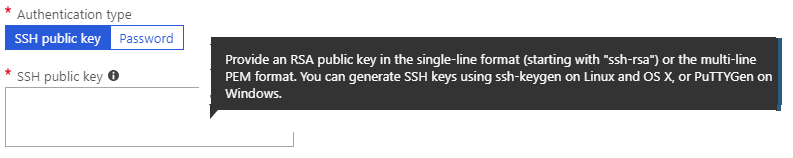 * Authentication type
SSH public key Password
Provide an RSA public key in the single-line format (starting with "ssh-rsa") or the multi-line
PEM format. You can generate SSH keys using ssh-keygen on Linux and OS X, or PuTTYGen on
Windows.
* SSH public key